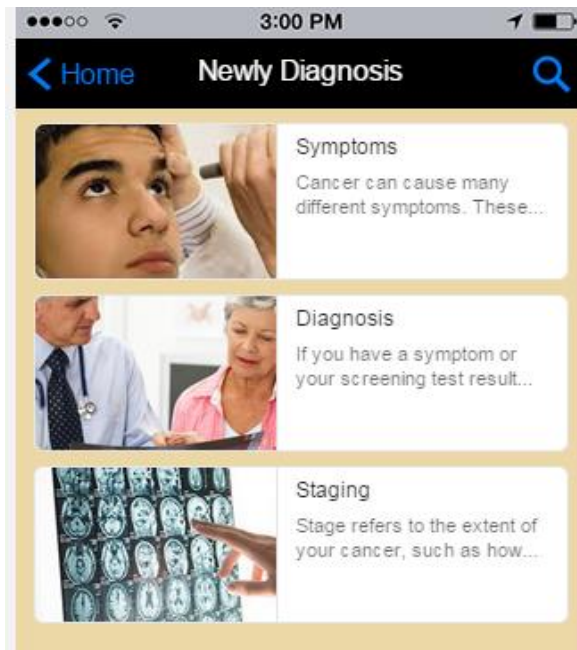 3:00 PM
Home
Newly Diagnosis
Symptoms
Cancer can cause many
different symptoms. These...
Diagnosis
If you have a symptom or
your screening test result...
Staging
Stage refers to the extent of
your cancer, such as how...